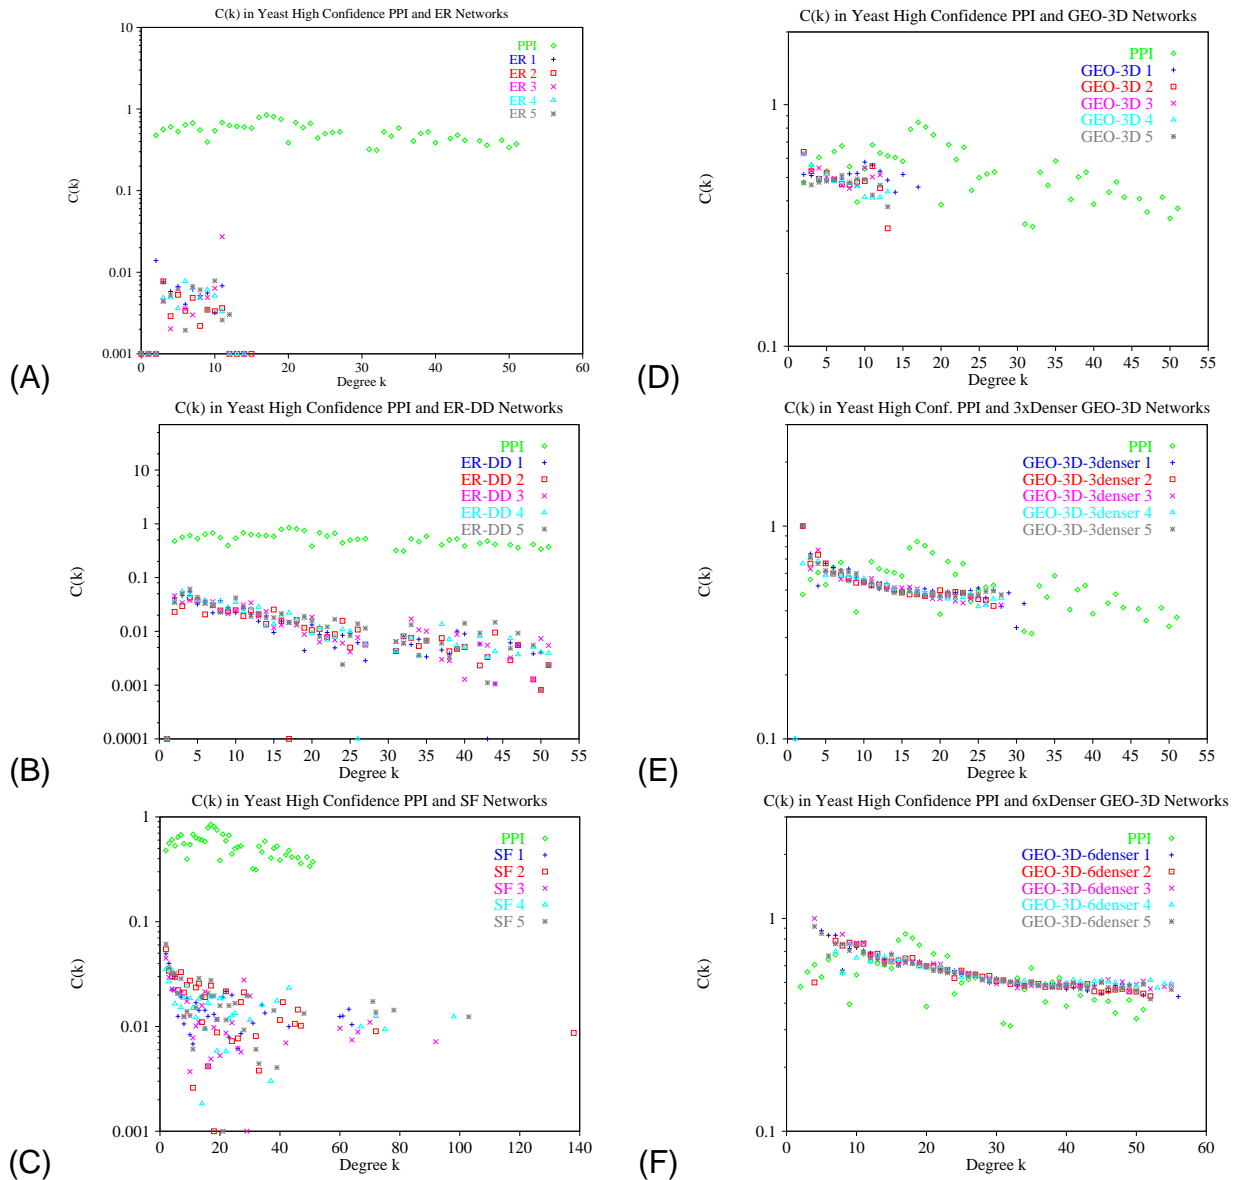 C(k) in Yeast High Confidence PPI and ER Networks
10
1
0.1
0.01
0.001
C(k)
PPI
ER 1
ER 2
ER 3
ER 4
ER 5
0 10 20 30 40 50 60
Degree k
(A)
C(k) in Yeast High Confidence PPI and GEO-3D Networks
1
0.1
C(k)
PPI
GEO-3D 1
GEO-3D 2
GEO-3D 3
GEO-3D 4
GEO-3D 5
0 5 10 15 20 25 30 35 40 45 50 55
Degree k
(D)
C(k) in Yeast High Confidence PPI and ER-DD Networks
10
1
0.1
0.01
0.001
0.0001
C(k)
PPI
ER-DD 1
ER-DD 2
ER-DD 3
ER-DD 4
ER-DD 5
0 5 10 15 20 25 30 35 40 45 50 55
Degree k
(B)
C(k) in Yeast High Conf. PPI and 3xDenser GEO-3D Networks
1
0.1
C(k)
PPI
GEO-3D-3denser 1
GEO-3D-3denser 2
GEO-3D-3denser 3
GEO-3D-3denser 4
GEO-3D-3denser 5
0 5 10 15 20 25 30 35 40 45 50 55
Degree k
(E)
C(k) in Yeast High Confidence PPI and SF Networks
1
0.1
0.01
0.001
C(k)
PPI
SF 1
SF 2
SF 3
SF 4
SF 5
0 20 40 60 80 100 120 140
Degree k
(C)
C(k) in Yeast High Confidence PPI and 6xDenser GEO-3D Networks
1
0.1
C(k)
PPI
GEO-3D-6denser 1
GEO-3D-6denser 2
GEO-3D-6denser 3
GEO-3D-6denser 4
GEO-3D-6denser 5
0 10 20 30 40 50 60
Degree k
(F)